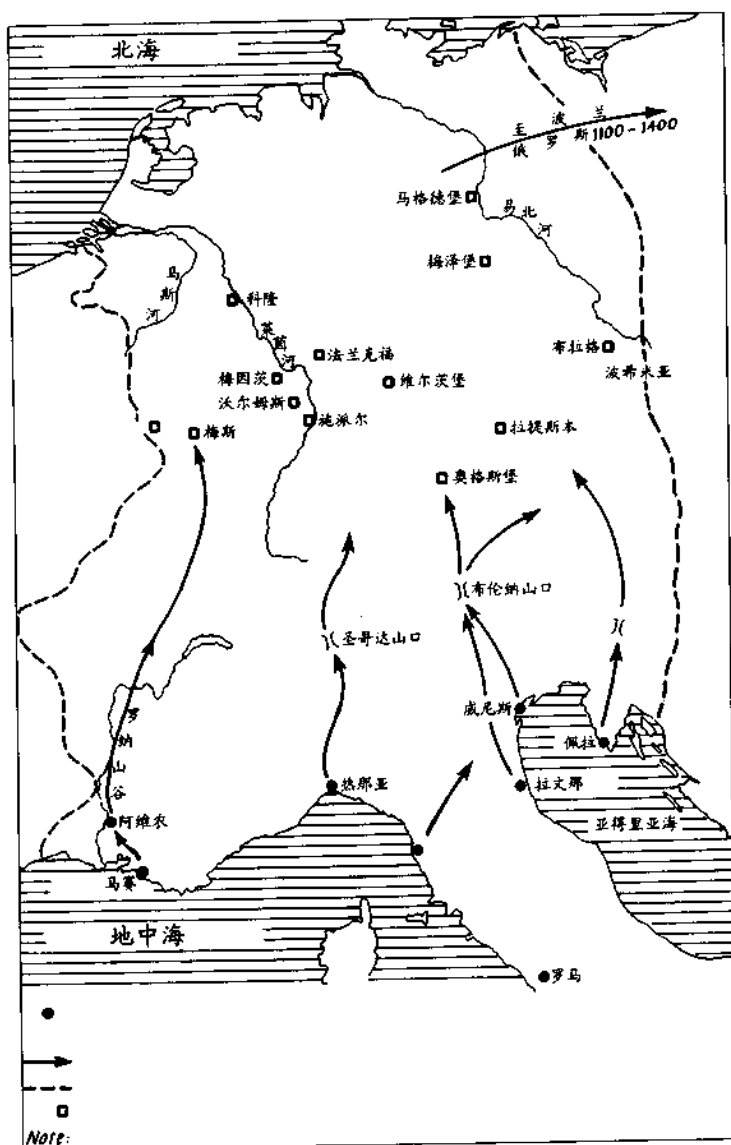 北海
至波兰
俄罗斯1100-1400
马格德堡
易北河
梅泽堡
马斯河
科隆
莱茵河
法兰克福
布拉格
波希米亚
梅因茨
维尔茨堡
沃尔姆斯
施派尔
梅斯
拉提斯本
奥格斯堡
布伦纳山口
圣哥达山口
威尼斯
罗纳山谷
佩拉
热那亚
拉文那
阿维农
亚得里亚海
马赛
地中海
罗马
Note: